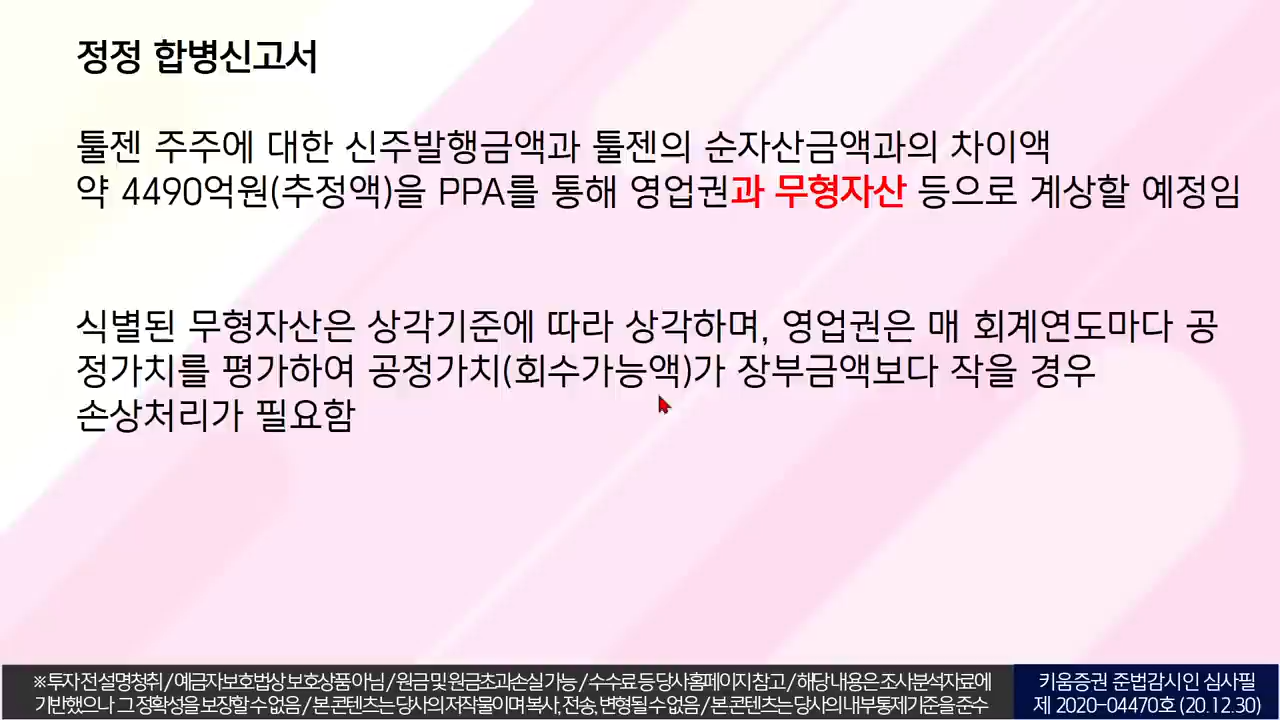 정정 합병신고서
툴젠 주주에 대한 신주발행금액과 툴젠의 순자산금액과의 차이액
약 4490억원(추정액)을 PPA를 통해 영업권과 무형자산 등으로 계상할 예정임
식별된 무형자산은 상각기준에 따라 상각하며, 영업권은 매 회계연도마다 공
정가치를 평가하여 공정가치(회수가능액)가 장부금액보다 작을 경우
손상처리가 필요함
※투자 전 설명청취 / 예금자보호법상 보호상품 아님 / 원금 및 원금초과손실 가능 / 수수료 등 당사홈페이지 참고 / 해당 내용은 조사분석자료에
기반했으나 그 정확성을 보장할 수 없음 / 본 콘텐츠는 당사의 저작물이며 복사, 전송, 변형될 수 없음 / 본 콘텐츠는 당사의 내부통제기준을 준수
키움증권 준법감시인 심사필
제 2020-04470호 (20.12.30)